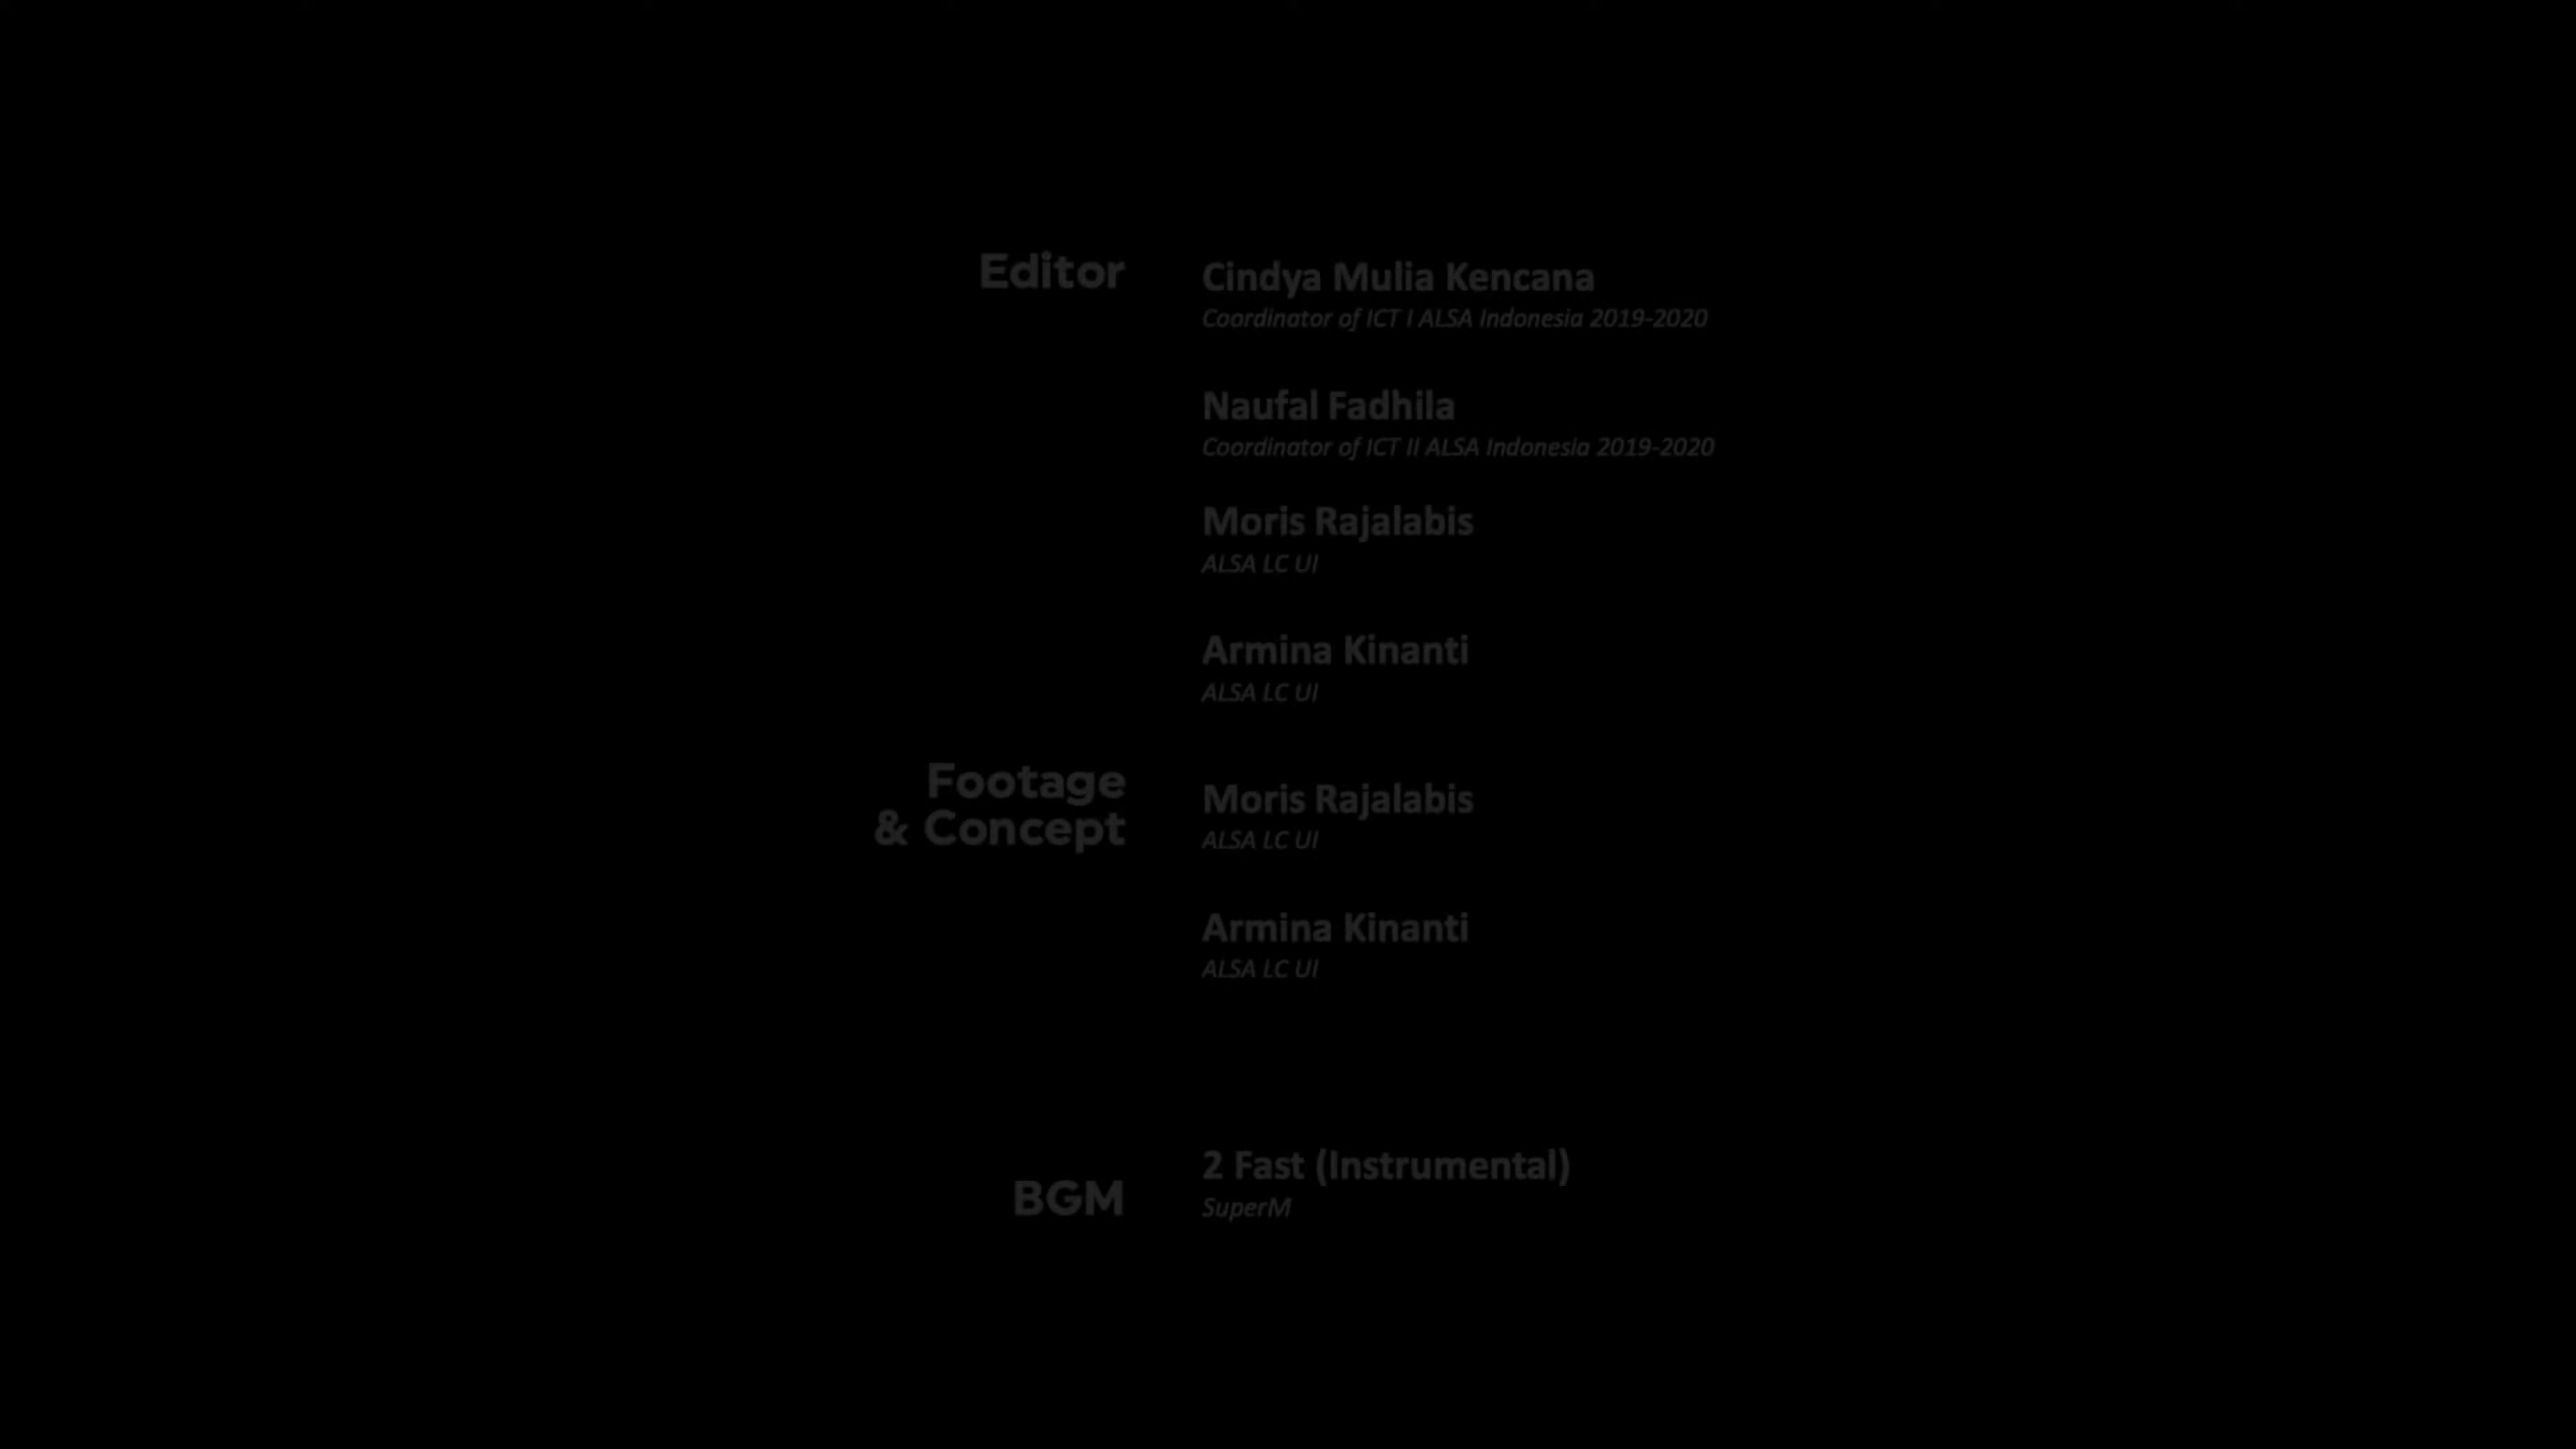 Editor
Cindya Mulia Kencana
Coordinator of ICT I ALSA Indonesia 2019-2020
Naufal Fadhila
Coordinator of ICT II ALSA Indonesia 2019-2020
Moris Rajalabis
ALSA LC UI
Armina Kinanti
ALSA LC UI
Footage
& Concept
Moris Rajalabis
ALSA LC UI
Armina Kinanti
ALSA LC UI
BGM
2 Fast (Instrumental)
SuperM